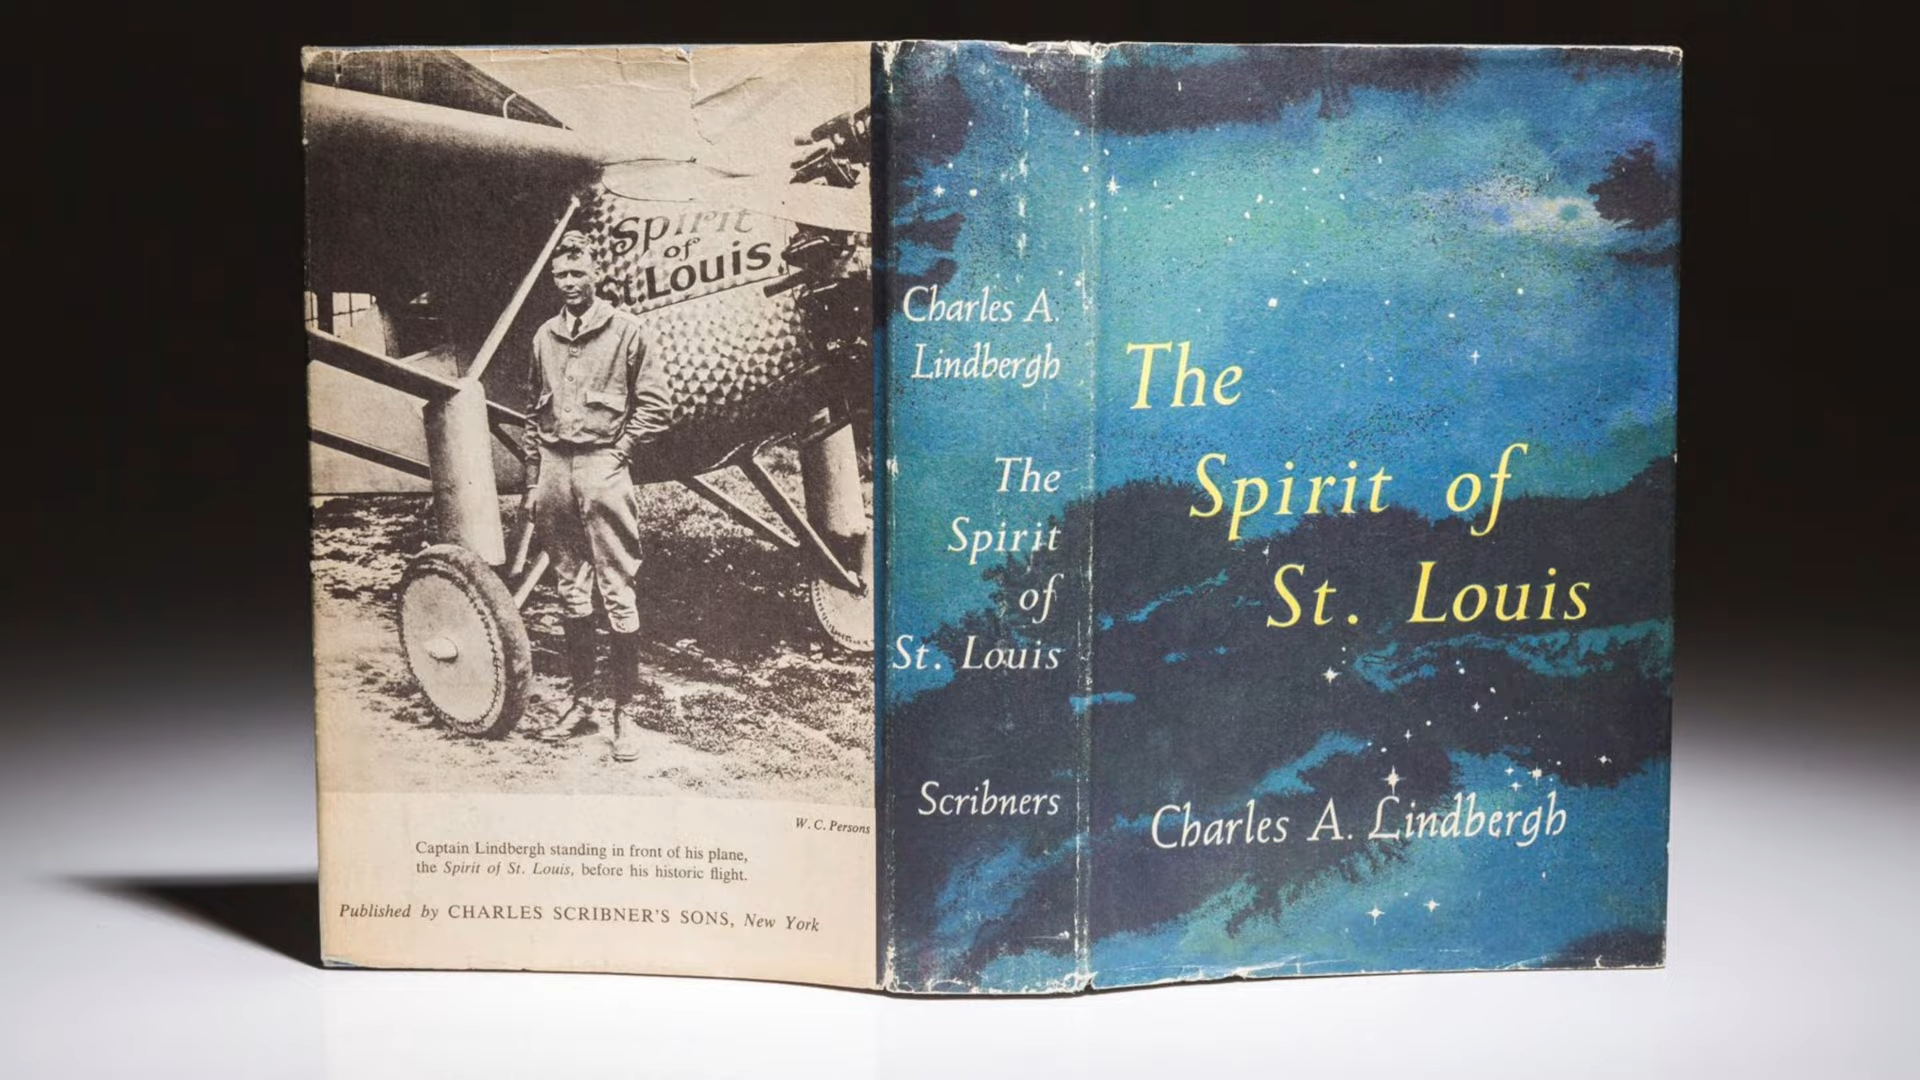 Spirit
of
St. Louis
W. C. Persons
Captain Lindbergh standing in front of his plane,
the Spirit of St. Louis, before his historic flight.
Published by CHARLES SCRIBNER'S SONS, New York
Charles A.
Lindbergh
The
Spirit
of
St. Louis
Scribners
The
Spirit of
St. Louis
Charles A. Lindbergh